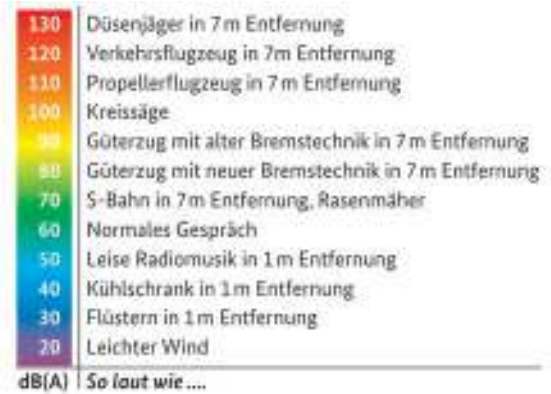 130 Düsenjäger in 7 m Entfernung
120 Verkehrsflugzeug in 7m Entfernung
110 Propellerflugzeug in 7 m Entfernung
100 Kreissäge
90 Güterzug mit alter Bremstechnik in 7 m Entfernung
80 Güterzug mit neuer Bremstechnik in 7 m Entfernung
70 S-Bahn in 7 m Entfernung, Rasenmäher
60 Normales Gespräch
50 Leise Radiomusik in 1 m Entfernung
40 Kühlschrank in 1 m Entfernung
30 Flüstern in 1 m Entfernung
20 Leichter Wind
dB(A) So laut wie ....